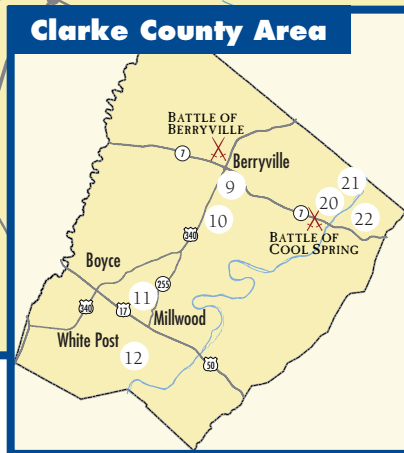 Clarke County Area
BATTLE OF
BERRYVILLE
7
Berryville
9
21
20
7
22
10
BATTLE OF
COOL SPRING
340
Boyce
255
11
340
17
Millwood
White Post
12
50